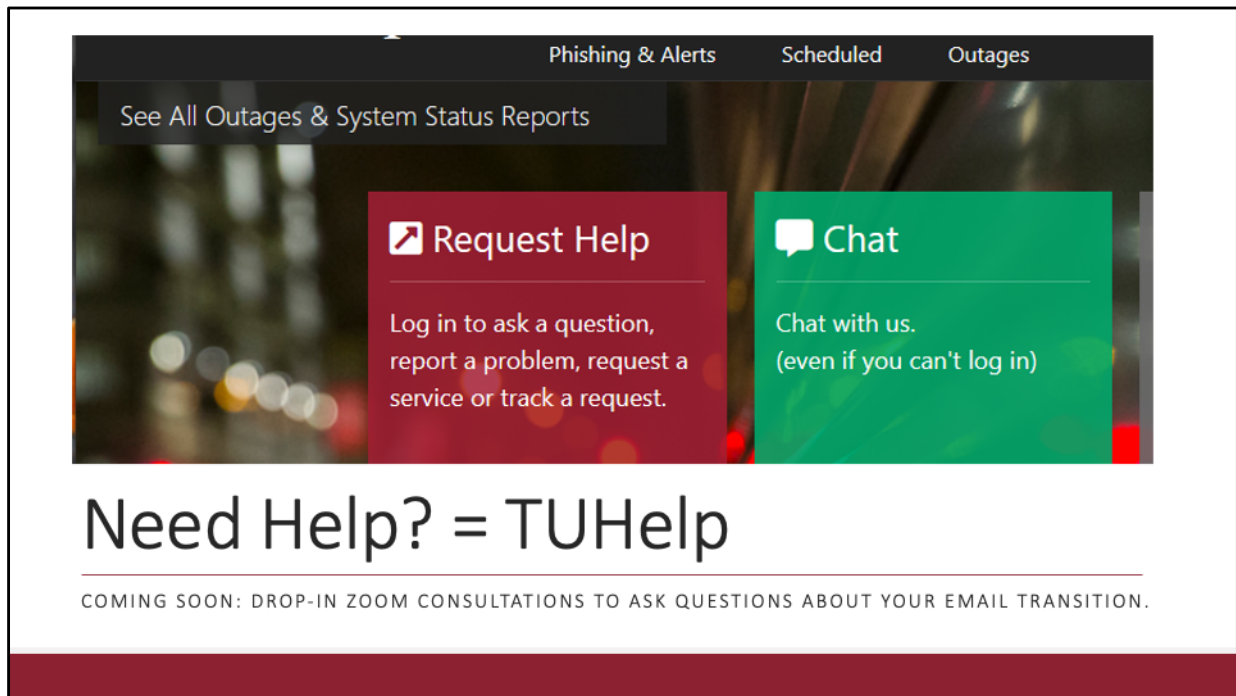 Phishing & Alerts Scheduled Outages
See All Outages & System Status Reports
Request Help
Log in to ask a question,
report a problem, request a
service or track a request.
Chat
Chat with us.
(even if you can't log in)
Need Help? = TUHelp
COMING SOON: DROP-IN ZOOM CONSULTATIONS TO ASK QUESTIONS ABOUT YOUR EMAIL TRANSITION.